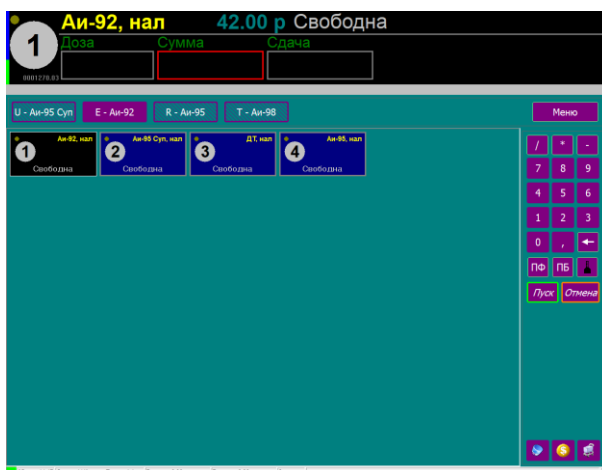 Аи-92, нал 42.00 р Свободна
Доза Сумма Сдача
1
0001278.03
U - Аи-95 Суп E - Аи-92 R - Аи-95 T - Аи-98 Меню
Аи-92, нал Аи-95 Суп, нал ДТ, нал Аи-95, нал
1 2 3 4
Свободна Свободна Свободна Свободна
/ * -
7 8 9
4 5 6
1 2 3
0 ,
ПФ ПБ
Пуск Отмена